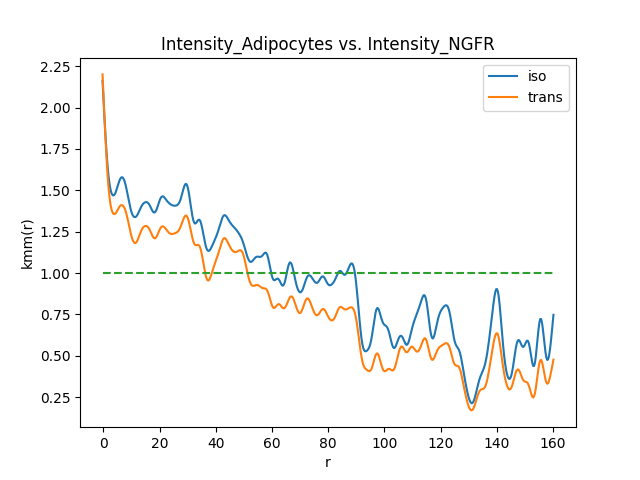 Intensity_Adipocytes vs. Intensity_NGFR
iso
trans
kmm(r)
2.25
2.00
1.75
1.50
1.25
1.00
0.75
0.50
0.25
0 20 40 60 80 100 120 140 160
r